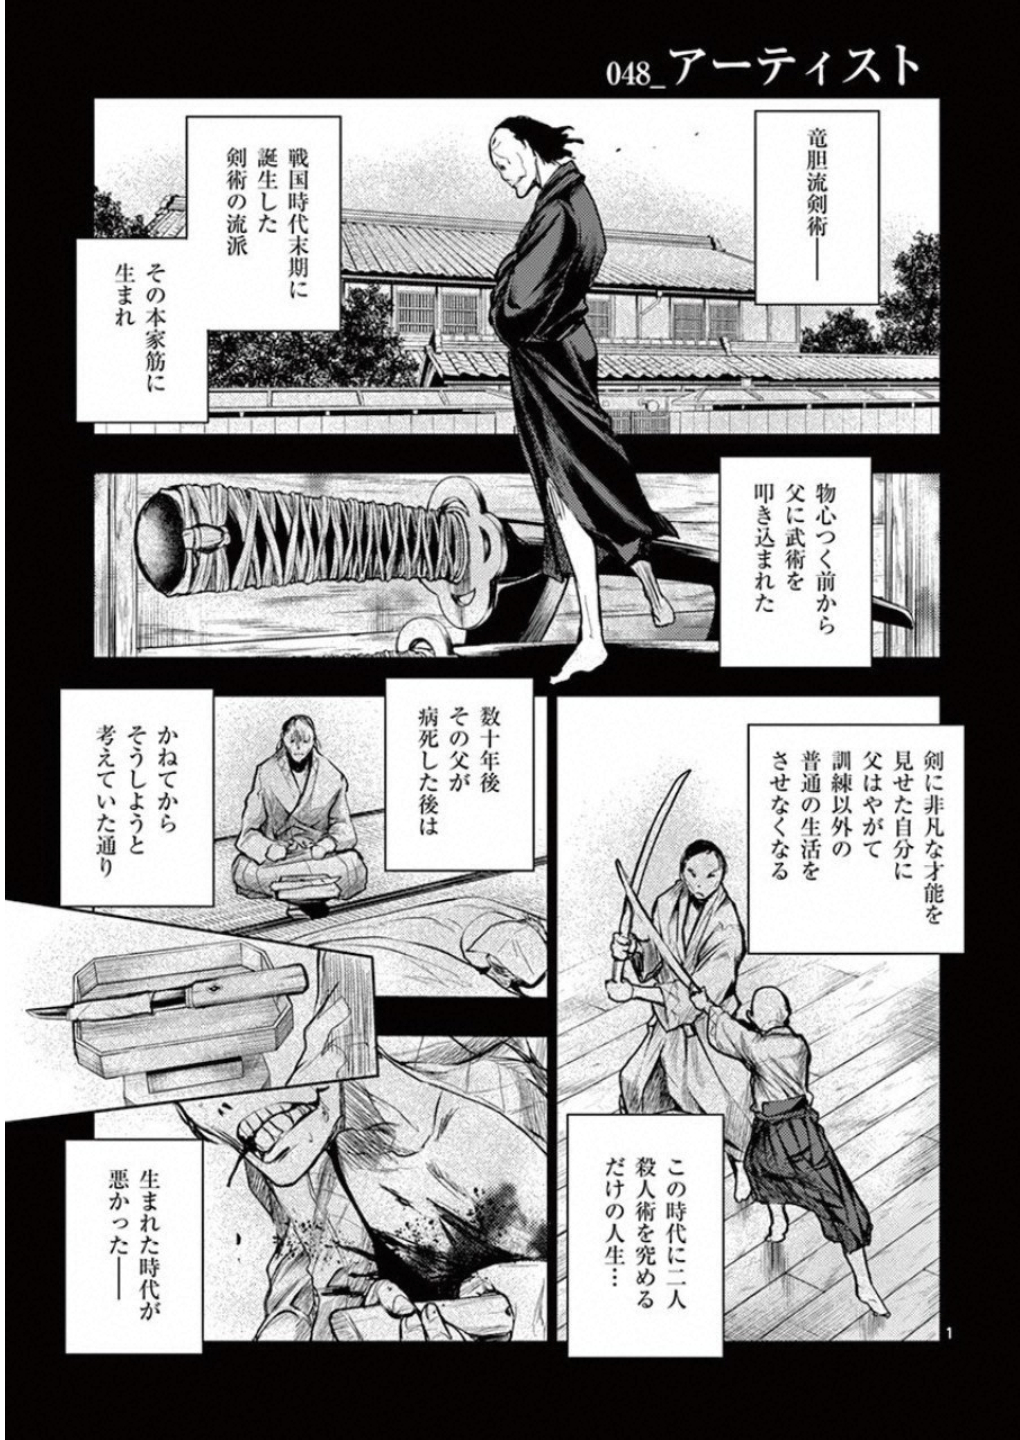 048_アーティスト
竜胆流剣術——
戦国時代末期に
誕生した
剣術の流派
その本家筋に
生まれ
物心つく前から
父に武術を
叩き込まれた
剣に非凡な才能を
見せた自分に
父はやがて
訓練以外の
普通の生活を
させなくなる
この時代に二人
殺人術を究める
だけの人生…
数十年後
その父が
病死した後は
かねてから
そうしようと
考えていた通り
生まれた時代が
悪かった——
1